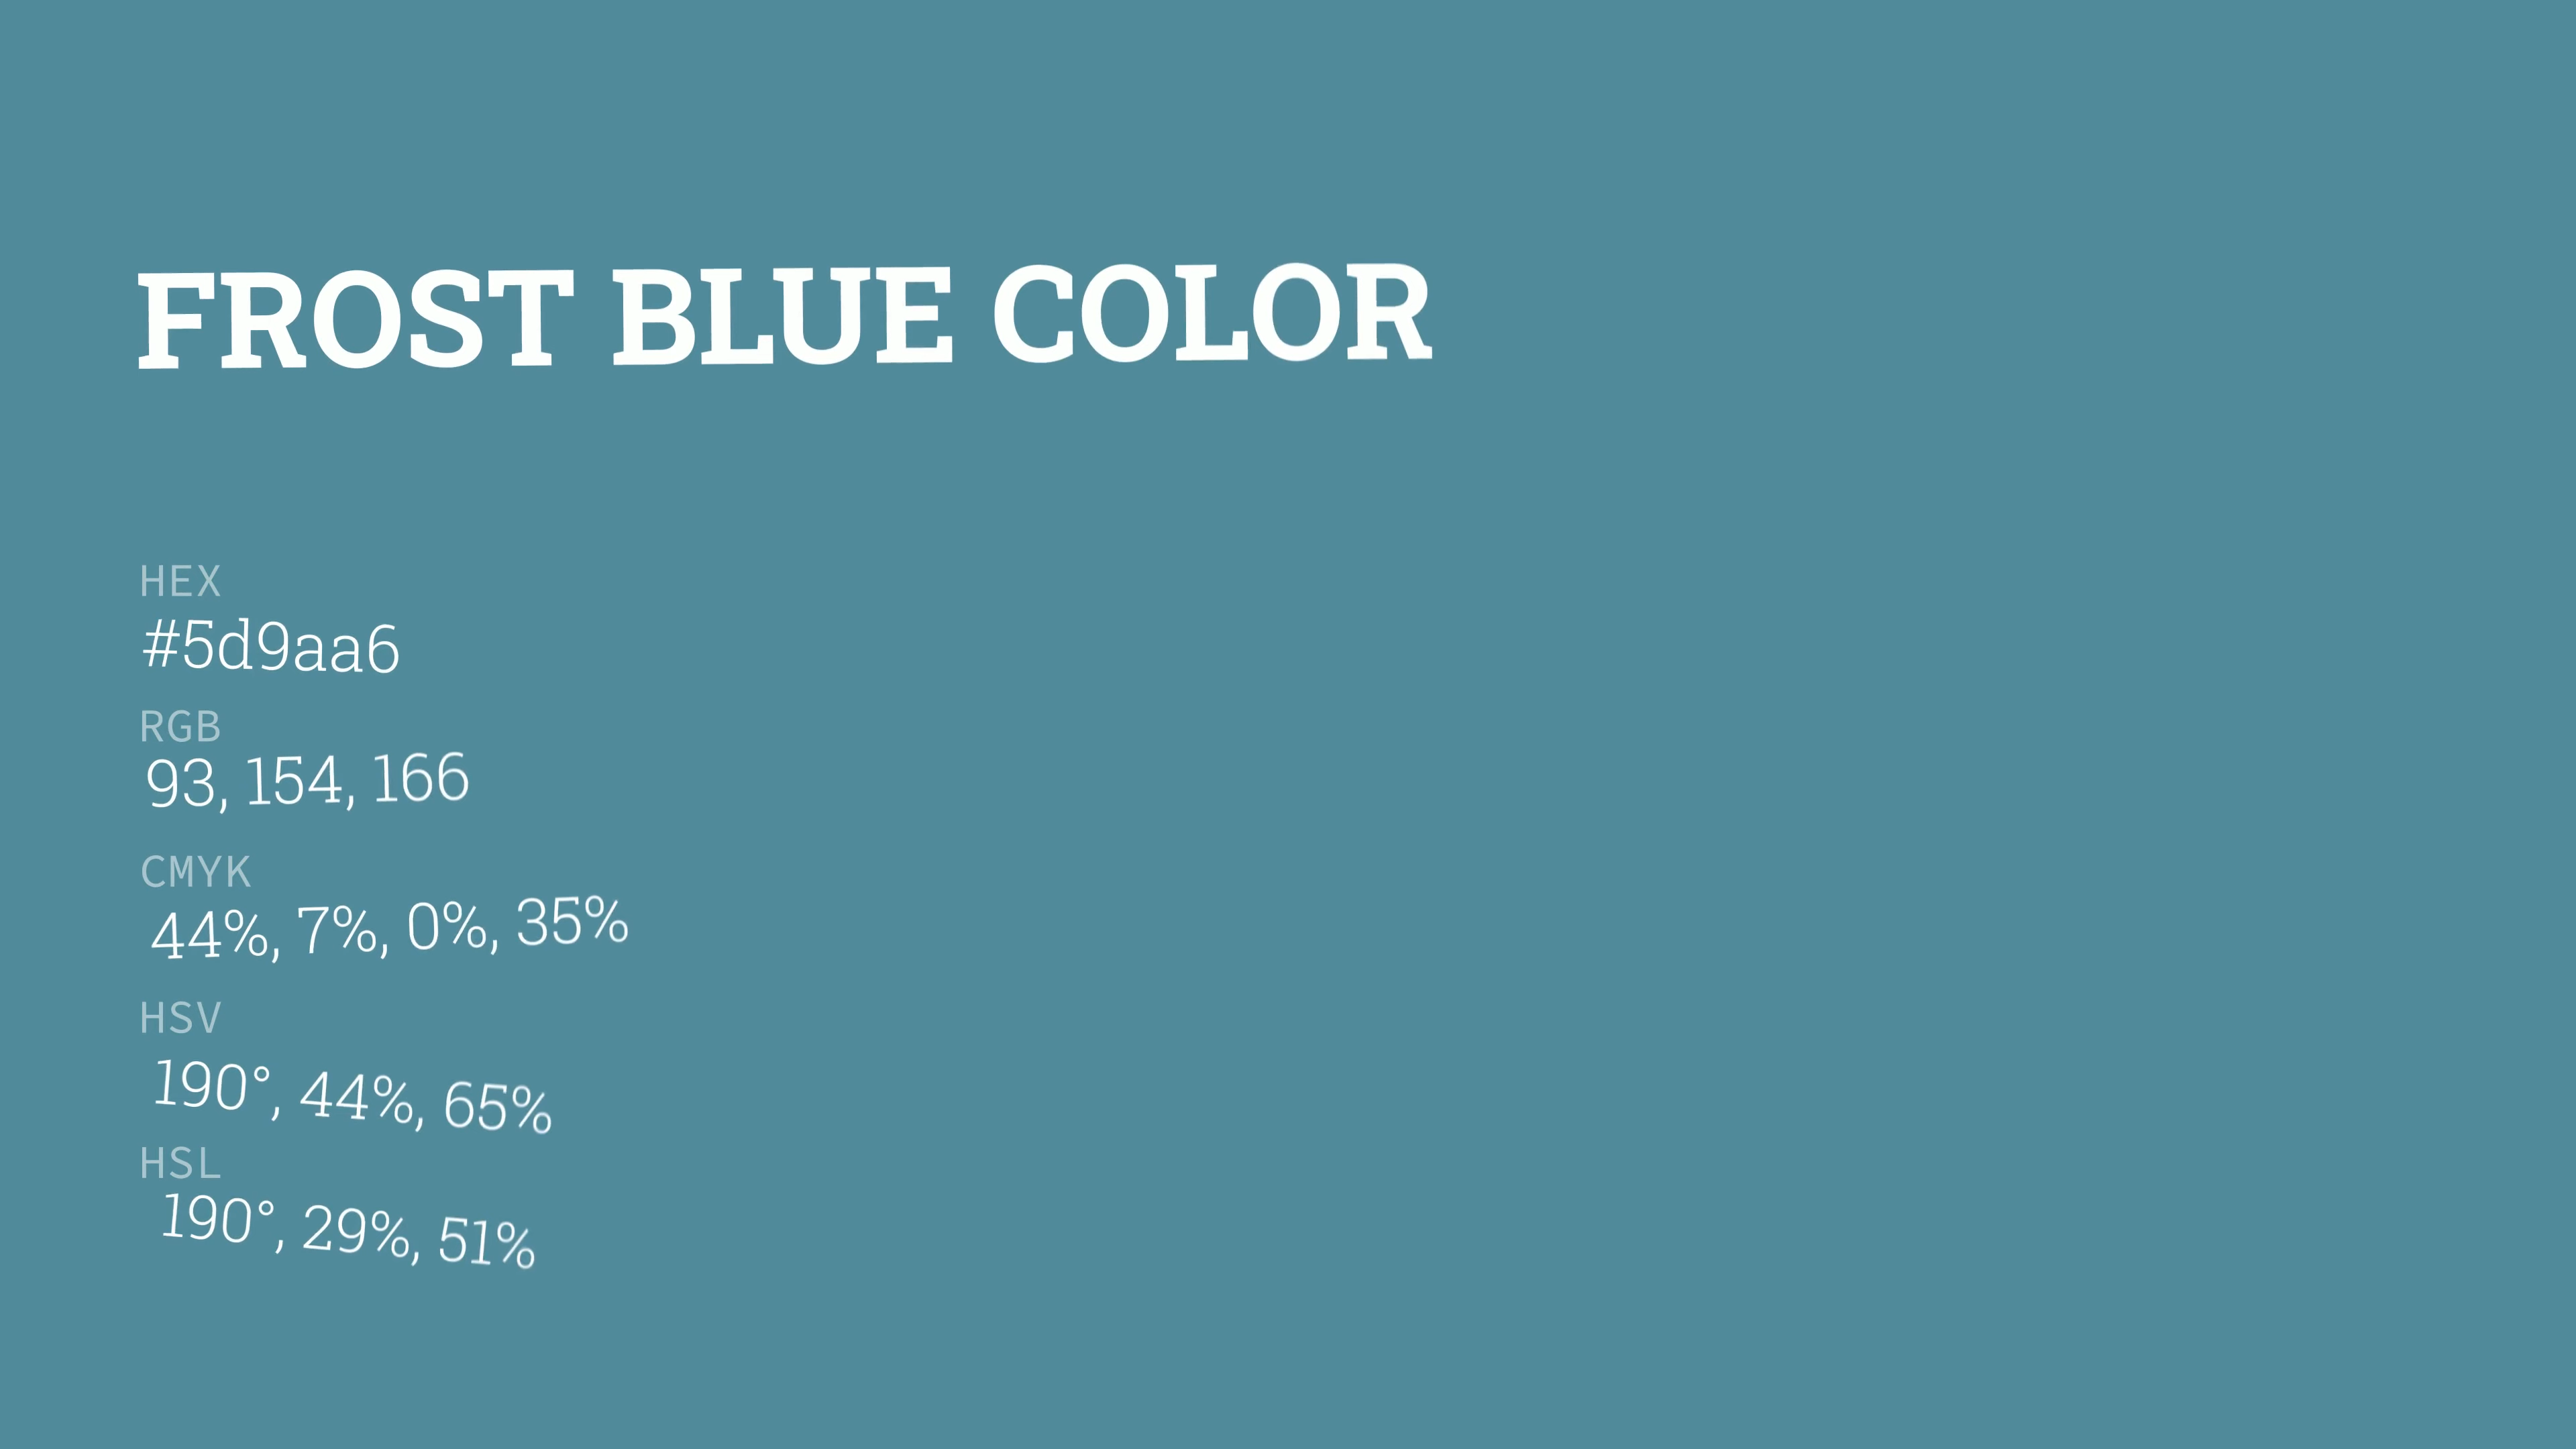 FROST BLUE COLOR
HEX
#5d9aa6
RGB
93, 154, 166
CMYK
44%, 7%, 0%, 35%
HSV
190°, 44%, 65%
HSL
190°, 29%, 51%